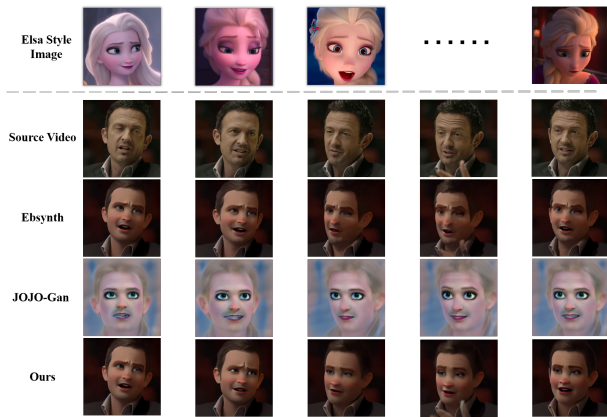 Elsa Style
Image
Source Video
Ebsynth
JOJO-Gan
Ours